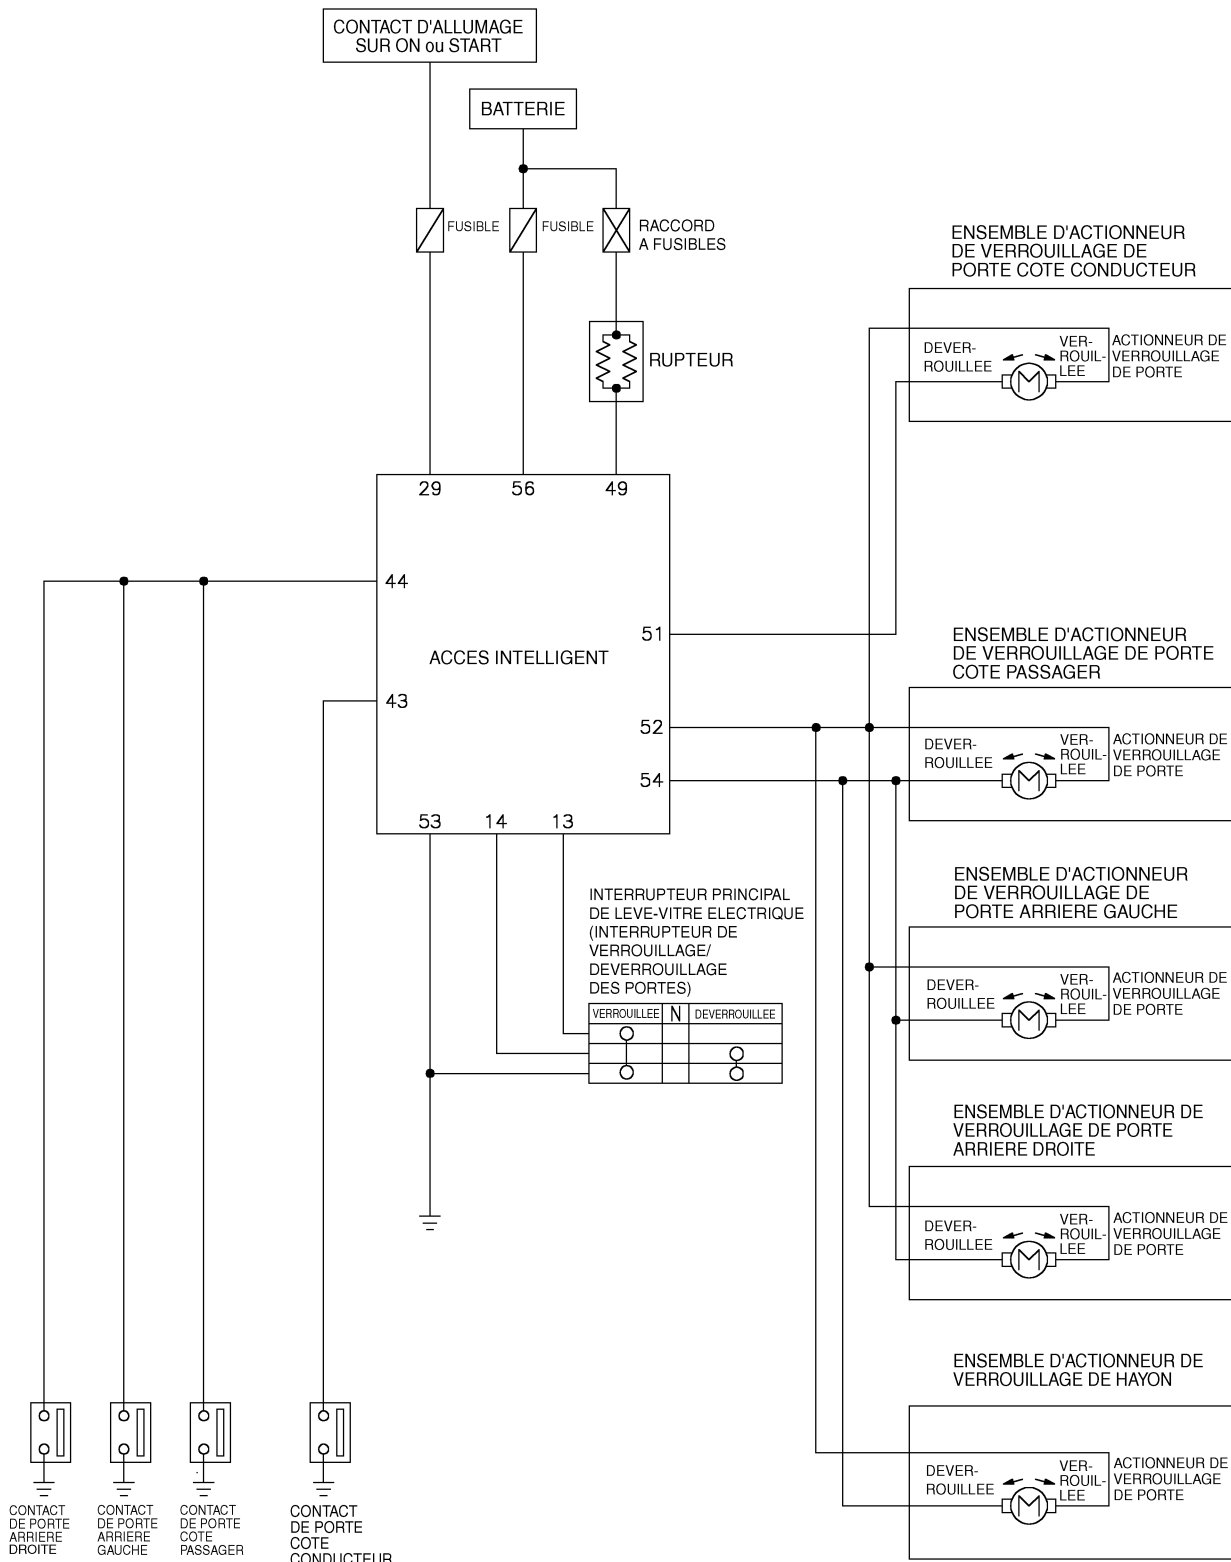 CONTACT D'ALLUMAGE
SUR ON ou START
BATTERIE
FUSIBLE
FUSIBLE
RACCORD
A FUSIBLES
RUPTEUR
ENSEMBLE D'ACTIONNEUR
DE VERROUILLAGE DE
PORTE COTE CONDUCTEUR
DEVER-
ROUILLEE
VER-
ROUIL-
LEE
ACTIONNEUR DE
VERROUILLAGE
DE PORTE
29
56
49
44
43
ACCES INTELLIGENT
51
52
54
53
14
13
ENSEMBLE D'ACTIONNEUR
DE VERROUILLAGE DE PORTE
COTE PASSAGER
DEVER-
ROUILLEE
VER-
ROUIL-
LEE
ACTIONNEUR DE
VERROUILLAGE
DE PORTE
INTERRUPTEUR PRINCIPAL
DE LEVE-VITRE ELECTRIQUE
(INTERRUPTEUR DE
VERROUILLAGE/
DEVERROUILLAGE
DES PORTES)
VERROUILLEE
N
DEVERROUILLEE
ENSEMBLE D'ACTIONNEUR
DE VERROUILLAGE DE
PORTE ARRIERE GAUCHE
DEVER-
ROUILLEE
VER-
ROUIL-
LEE
ACTIONNEUR DE
VERROUILLAGE
DE PORTE
ENSEMBLE D'ACTIONNEUR DE
VERROUILLAGE DE PORTE
ARRIERE DROITE
DEVER-
ROUILLEE
VER-
ROUIL-
LEE
ACTIONNEUR DE
VERROUILLAGE
DE PORTE
ENSEMBLE D'ACTIONNEUR DE
VERROUILLAGE DE HAYON
DEVER-
ROUILLEE
VER-
ROUIL-
LEE
ACTIONNEUR DE
VERROUILLAGE
DE PORTE
M
M
M
M
M
CONTACT
DE PORTE
ARRIERE
DROITE
CONTACT
DE PORTE
ARRIERE
GAUCHE
CONTACT
DE PORTE
COTE
PASSAGER
CONTACT
DE PORTE
COTE
CONDUCTEUR